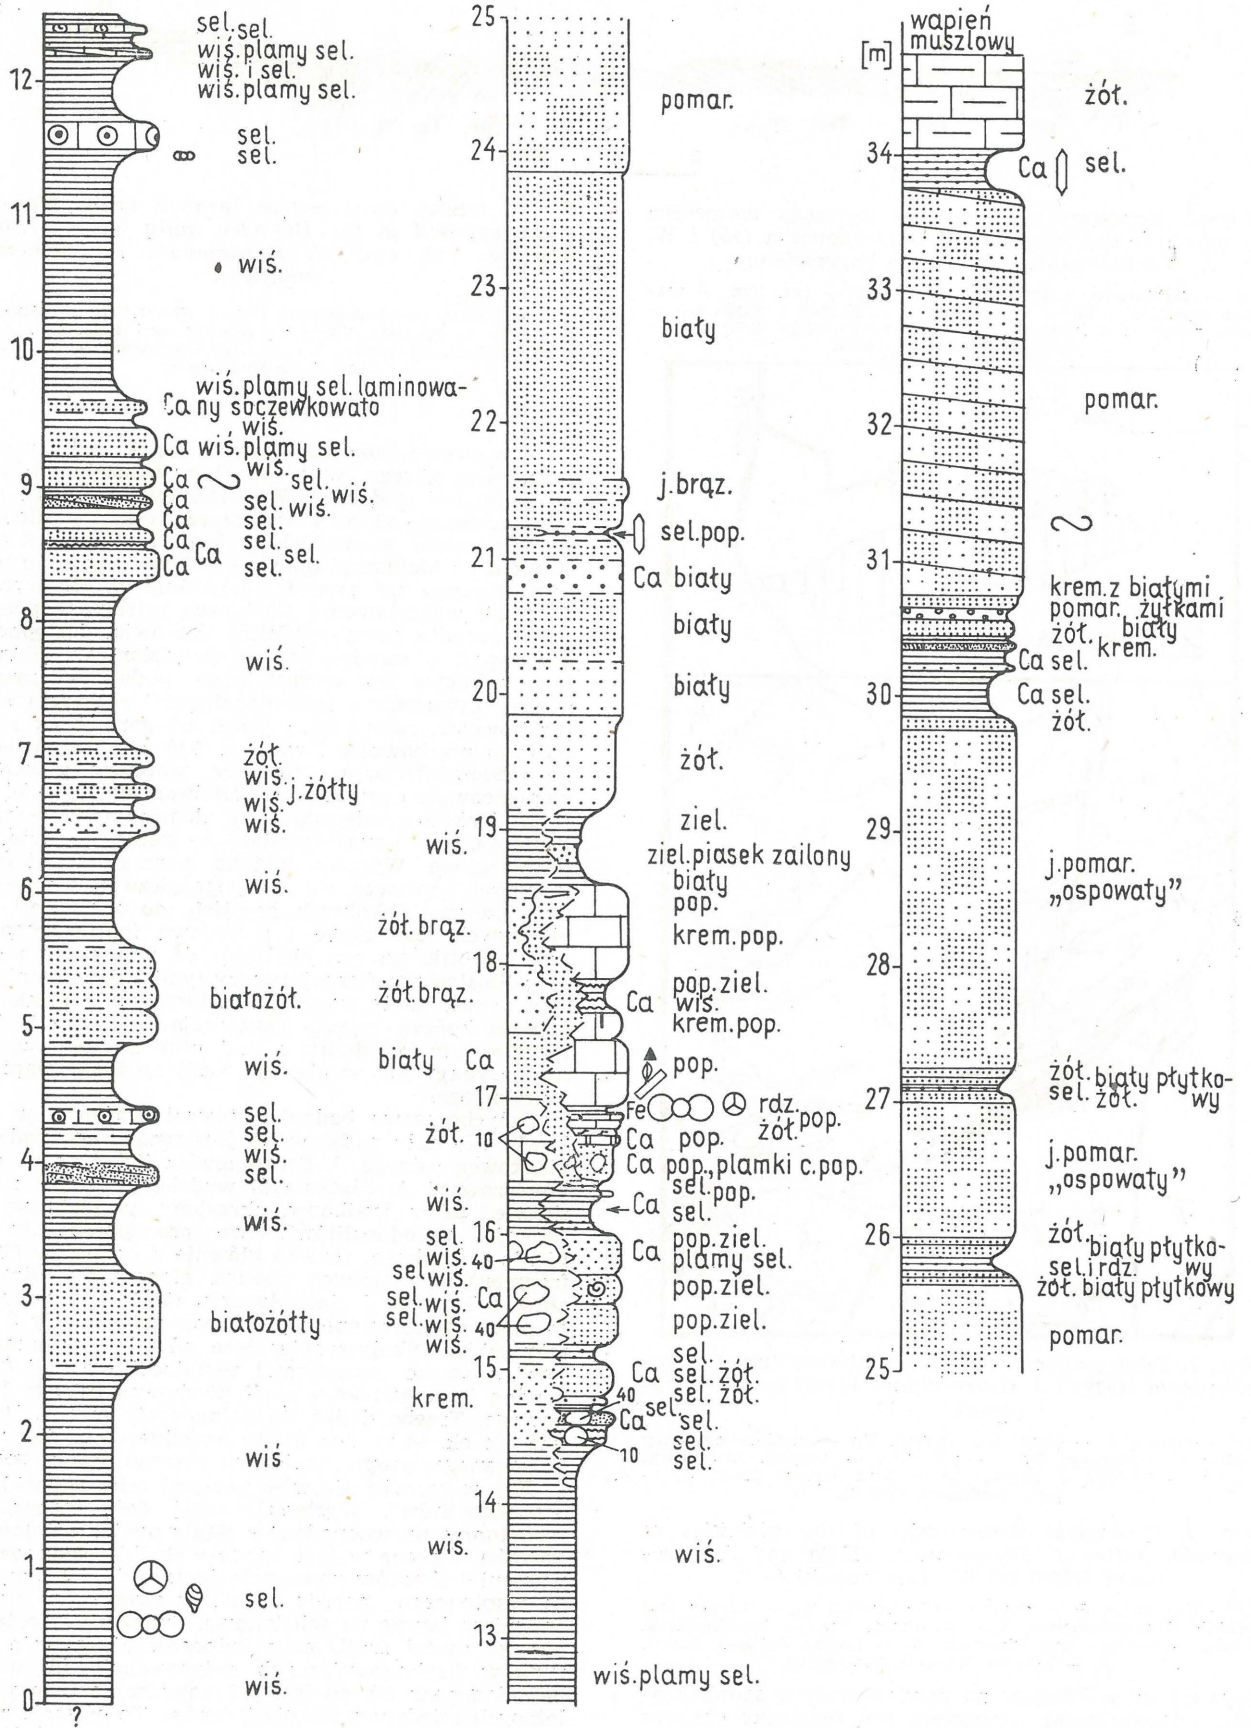 sel.
sel.
wiś.plamy sel.
wiś. i sel.
wiś.plamy sel.
12
sel.
sel.
11
wiś.
10
wiś.plamy sel. laminowa-
Ca ny soczewkowato
wiś.
Ca wiś.plamy sel.
wiś.
Ca sel.
9
wiś.
Ca sel. wiś.
Ca sel.
Ca sel.
Ca sel.
Ca sel.
8
wiś.
7
żół.
wiś.
j.żółty
wiś.
wiś.
6
wiś.
białożół.
5
wiś.
sel.
sel.
wiś.
4
sel.
wiś.
3
białożółty
2
wiś
1
sel.
wiś.
0
?
25
pomar.
24
23
biały
22
j.brąz.
sel.pop.
21
Ca biały
biały
20
biały
żół.
19
ziel.
wiś.
ziel.piasek zailony
biały
pop.
żół.brąz.
krem.pop.
18
pop.ziel.
żół.brąz.
Ca wiś.
krem.pop.
biały Ca
pop.
17
Fe rdz.
pop.
żół.
żół. 10
Ca pop.
Ca pop.,plamki c.pop.
sel.
pop.
wiś.
Ca
sel.
16
sel.
pop.ziel.
wiś. 40
Ca plamy sel.
sel.
wiś.
pop.ziel.
sel. wiś. Ca
sel. wiś. 40
pop.ziel.
wiś.
sel.
15
Ca sel.żół.
krem.
40 sel. żół.
sel.
Ca sel.
sel.
10 sel.
14
wiś.
wiś.
13
wiś.plamy sel.
wapień
muszlowy
[m]
żół.
34
Ca sel.
33
pomar.
32
31
krem.z białymi
pomar. żyłkami
żół. biały
krem.
Ca sel.
30
Ca sel.
żół.
29
j.pomar.
„ospowaty”
28
27
żół. biały płytko-
sel. żół. wy
j.pomar.
„ospowaty”
26
żół.
biały płytko-
sel.i rdz. wy
żół. biały płytkowy
pomar.
25